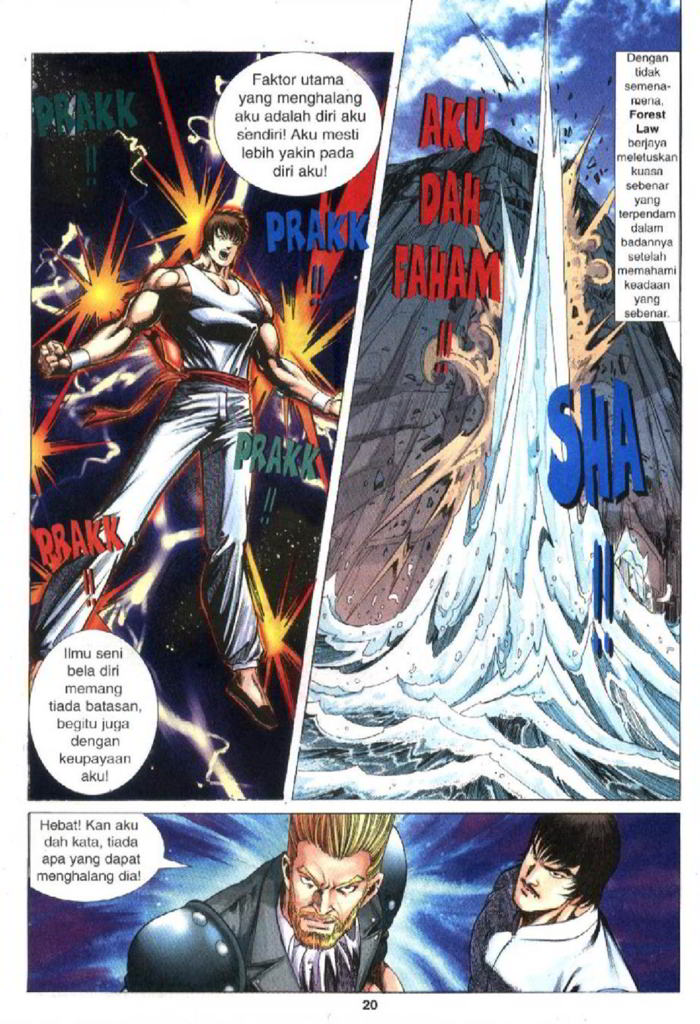 PRAKK
!!
Faktor utama
yang menghalang
aku adalah diri aku
sendiri! Aku mesti
lebih yakin pada
diri aku!
PRAKK
!!
PRAKK
!!
PRAKK
!!
Ilmu seni
bela diri
memang
tiada batasan,
begitu juga
dengan
keupayaan
aku!
AKU
DAH
FAHAM
!!
Dengan
tidak
semena-
mena,
Forest
Law
berjaya
meletuskan
kuasa
sebenar
yang
terpendam
dalam
badannya
setelah
memahami
keadaan
yang
sebenar.
SHA
!!
Hebat! Kan aku
dah kata, tiada
apa yang dapat
menghalang dia!
20